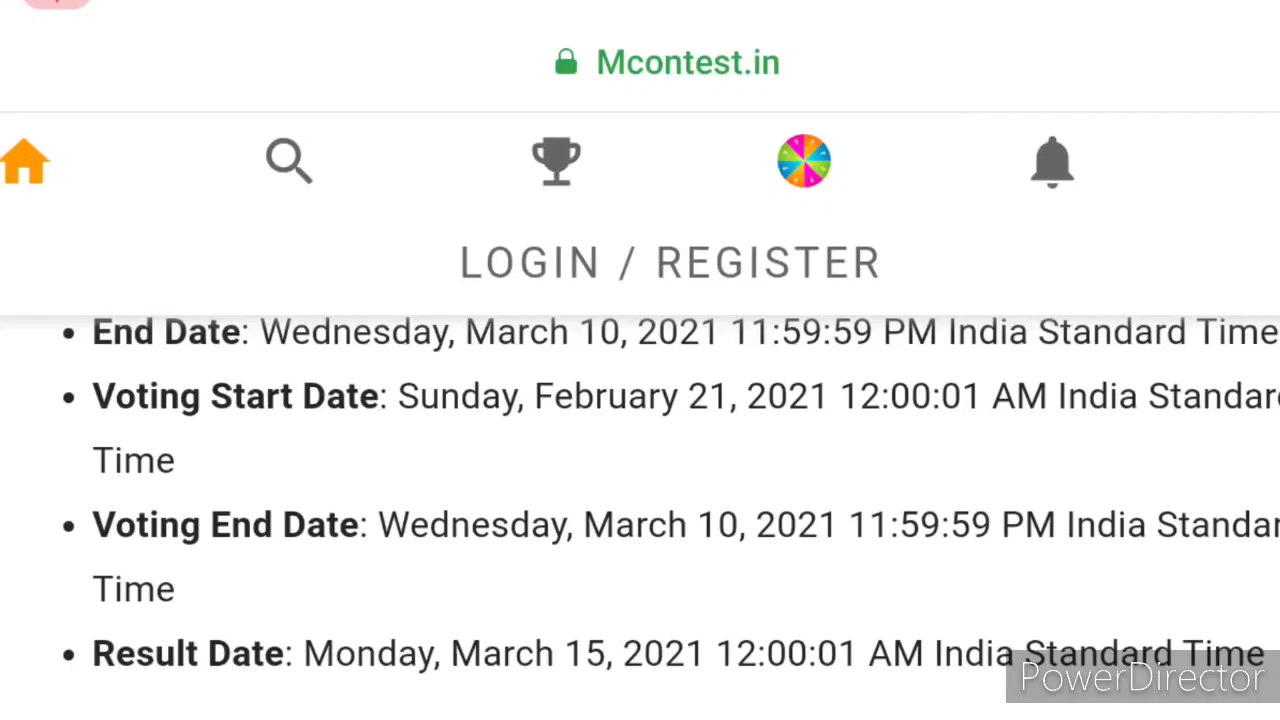 Mcontest.in
LOGIN / REGISTER
End Date: Wednesday, March 10, 2021 11:59:59 PM India Standard Time
Voting Start Date: Sunday, February 21, 2021 12:00:01 AM India Standard
Time
Voting End Date: Wednesday, March 10, 2021 11:59:59 PM India Standar
Time
Result Date: Monday, March 15, 2021 12:00:01 AM India Standard Time
PowerDirector